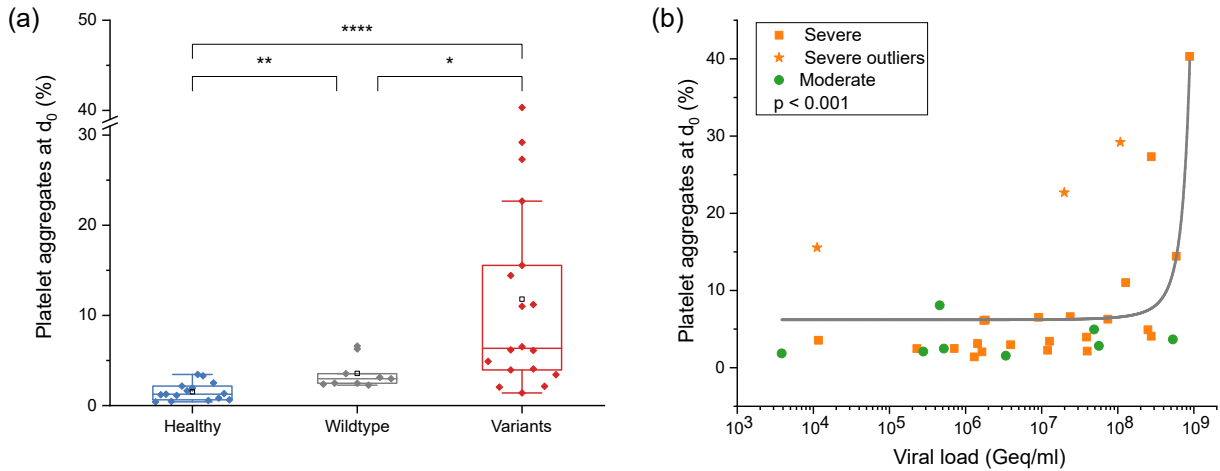 (a)
Platelet aggregates at d0 (%)
50
40
30
20
10
0
****
**
*
Healthy
Wildtype
Variants
(b)
Platelet aggregates at d0 (%)
40
30
20
10
0
Severe
Severe outliers
Moderate
p < 0.001
10^3
10^4
10^5
10^6
10^7
10^8
10^9
Viral load (Geq/ml)